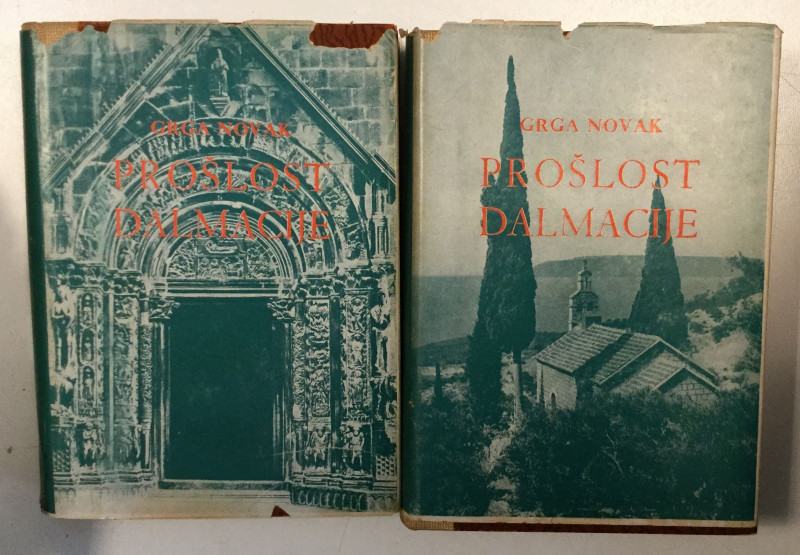 GRGA NOVAK
PROŠLOST
DALMACIJE
GRGA NOVAK
PROŠLOST
DALMACIJE